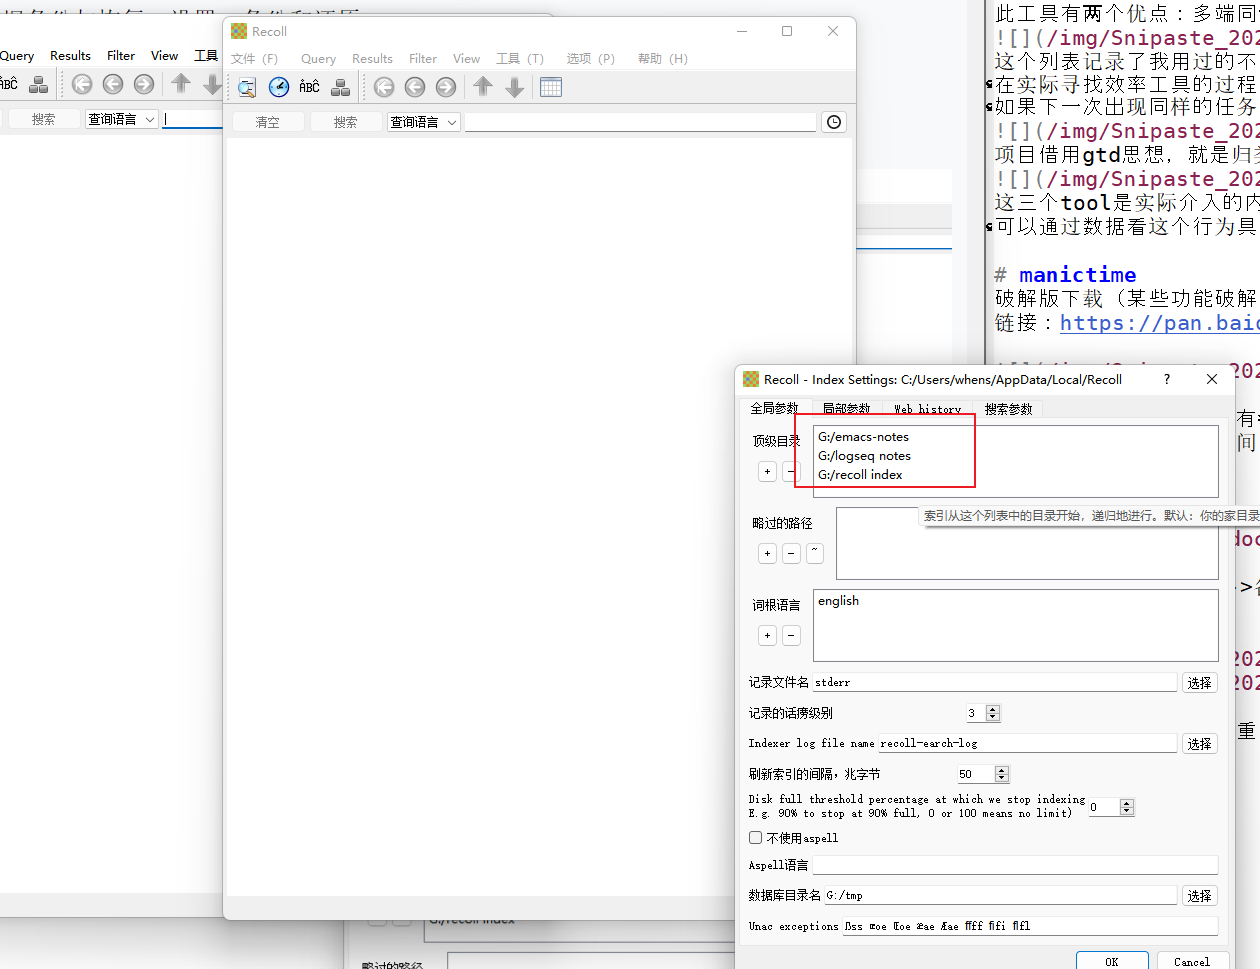 Query Results Filter View 工具
搜索 查询语言
Recoll
文件 (F) Query Results Filter View 工具 (T) 选项 (P) 帮助 (H)
ABC
清空 搜索 查询语言
此工具有两个优点：多端同
![](/img/Snipaste_202
这个列表记录了我用过的不
在实际寻找效率工具的过程
如果下一次出现同样的任务
![](/img/Snipaste_202
项目借用gtd思想，就是归
![](/img/Snipaste_202
这三个tool是实际介入的内
可以通过数据看这个行为具
# manictime
破解版下载（某些功能破解
链接：https://pan.baid
Recoll - Index Settings: C:/Users/whens/AppData/Local/Recoll ?
全局参数 局部参数 Web history 搜索参数
顶级目录
G:/emacs-notes
G:/logseq notes
G:/recoll index
+ −
索引从这个列表中的目录开始，递归地进行。默认：你的家目录
略过的路径
+ − ~
词根语言
english
+ −
记录文件名 stderr 选择
记录的话痨级别 3
Indexer log file name recoll-earch-log 选择
刷新索引的间隔，兆字节 50
Disk full threshold percentage at which we stop indexing
E.g. 90% to stop at 90% full, 0 or 100 means no limit) 0
不使用aspell
Aspell语言
数据库目录名 G:/tmp 选择
Unac exceptions ßss œoe Œoe æae Æae ﬀff ﬁfi ﬂfl
OK Cancel
有
间
doc
202
202
重
G:/recoll index
略过的路径